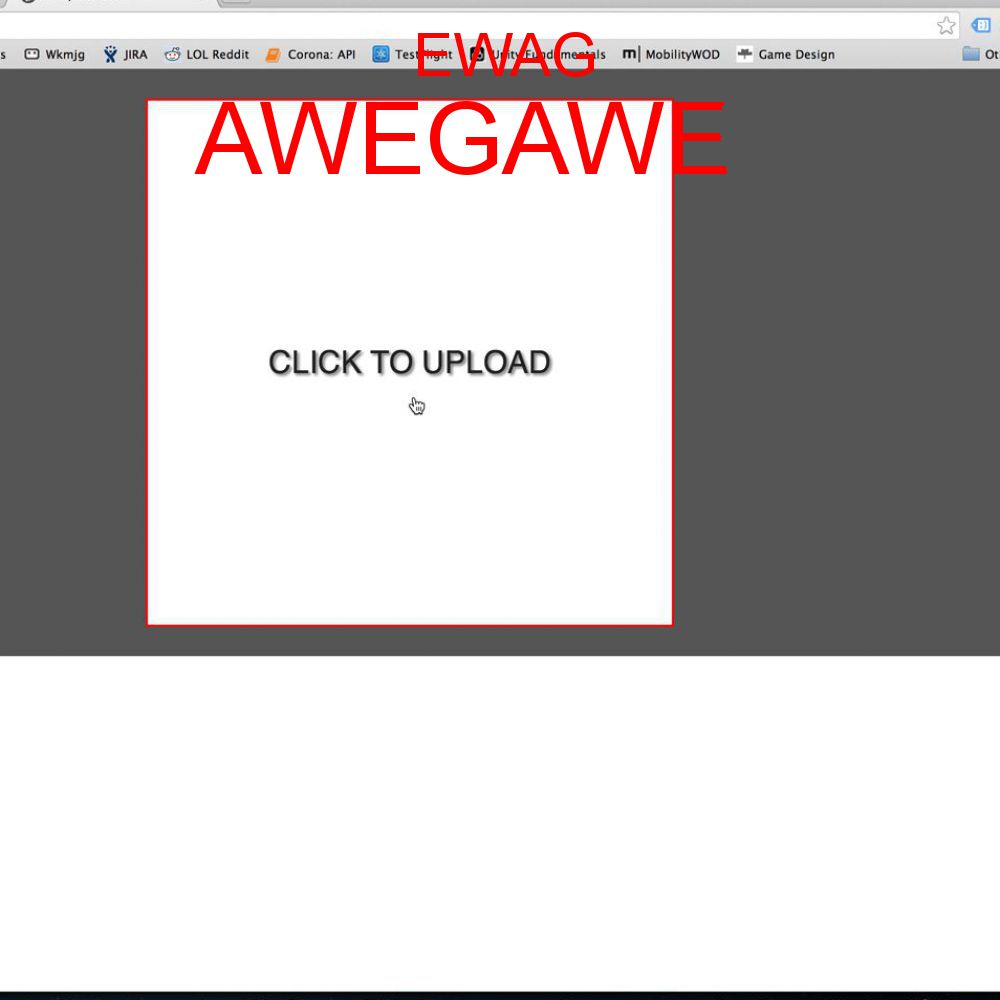 EWAG
s Wkmjg JIRA LOL Reddit Corona: API Testflight Unity Fundamentals m| MobilityWOD Game Design Ot
AWEGAWE
CLICK TO UPLOAD